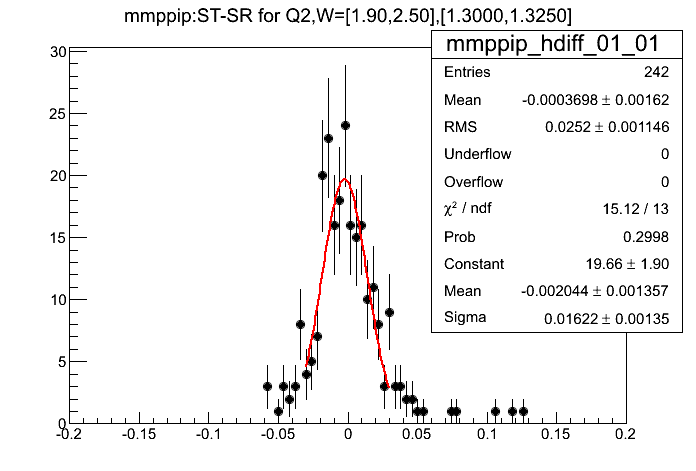 mmppip:ST-SR for Q2,W=[1.90,2.50],[1.3000,1.3250]
mmppip_hdiff_01_01
Entries 242
Mean -0.0003698 ± 0.00162
RMS 0.0252 ± 0.001146
Underflow 0
Overflow 0
χ² / ndf 15.12 / 13
Prob 0.2998
Constant 19.66 ± 1.90
Mean -0.002044 ± 0.001357
Sigma 0.01622 ± 0.00135
30
25
20
15
10
5
0
-0.2 -0.15 -0.1 -0.05 0 0.05 0.1 0.15 0.2